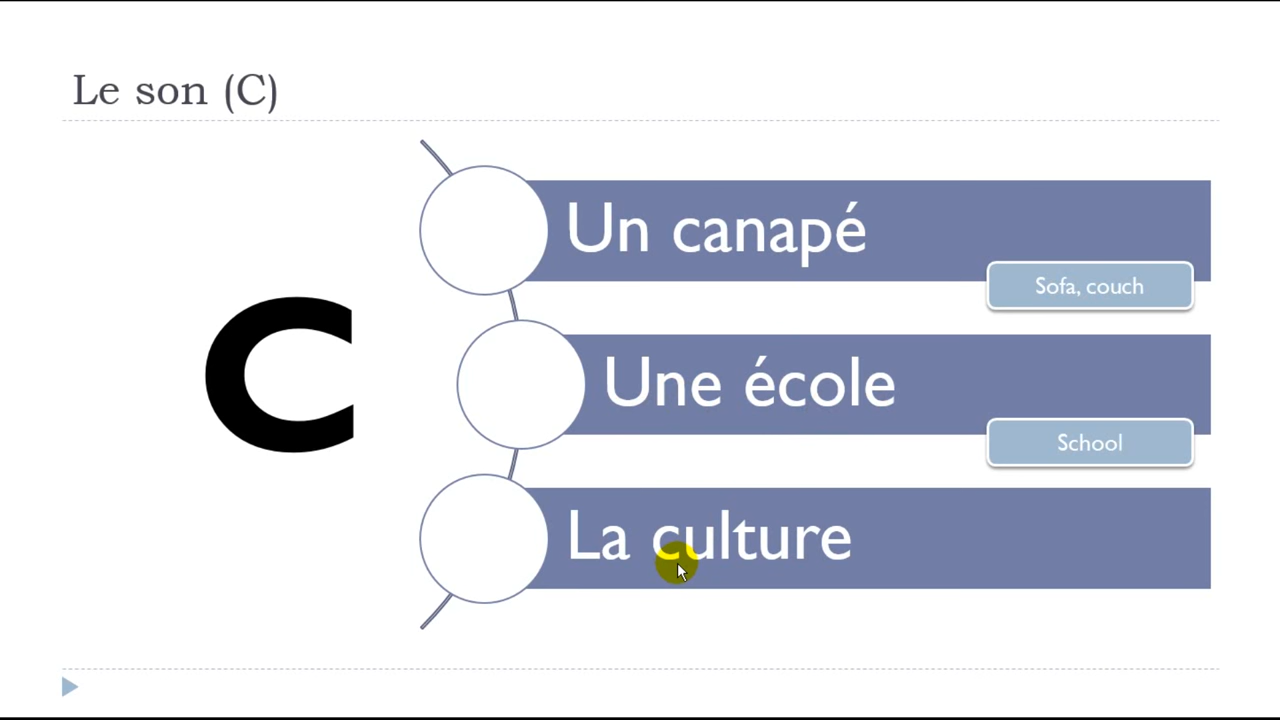 Le son (C)
C
Un canapé
Sofa, couch
Une école
School
La culture